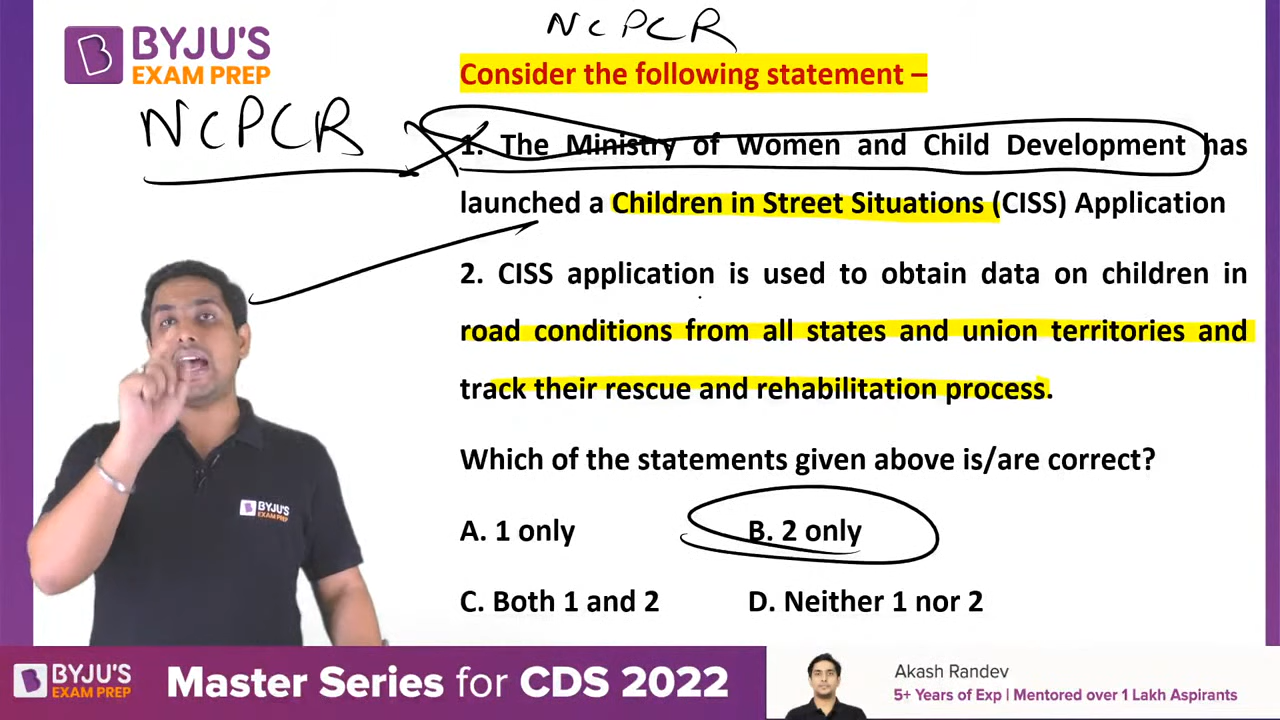 NCPCR
BYJU'S
EXAM PREP
Consider the following statement –
NCPCR
1. The Ministry of Women and Child Development has
launched a Children in Street Situations (CISS) Application
2. CISS application is used to obtain data on children in
road conditions from all states and union territories and
track their rescue and rehabilitation process.
Which of the statements given above is/are correct?
A. 1 only
B. 2 only
C. Both 1 and 2
D. Neither 1 nor 2
BYJU'S
EXAM PREP
BYJU'S
EXAM PREP
Master Series for CDS 2022
Akash Randev
5+ Years of Exp | Mentored over 1 Lakh Aspirants